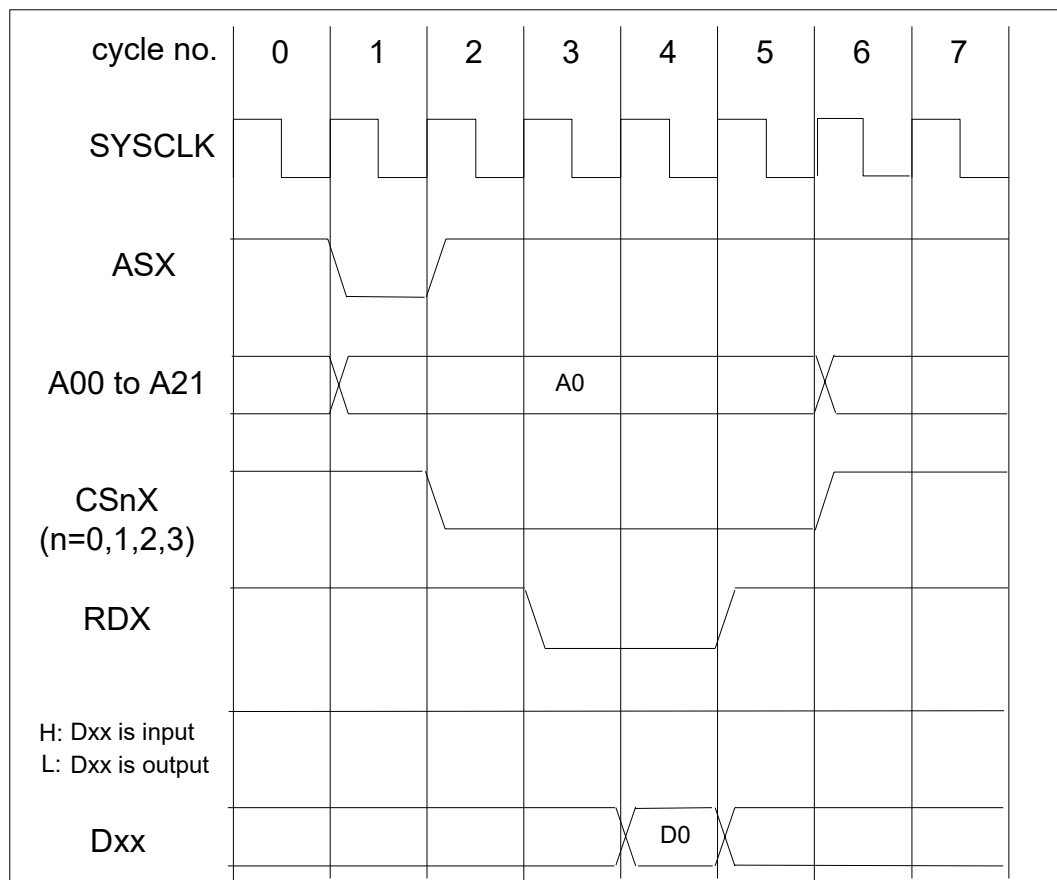 cycle no. 0 1 2 3 4 5 6 7
SYSCLK
ASX
A00 to A21 A0
CSnX
(n=0,1,2,3)
RDX
H: Dxx is input
L: Dxx is output
Dxx D0